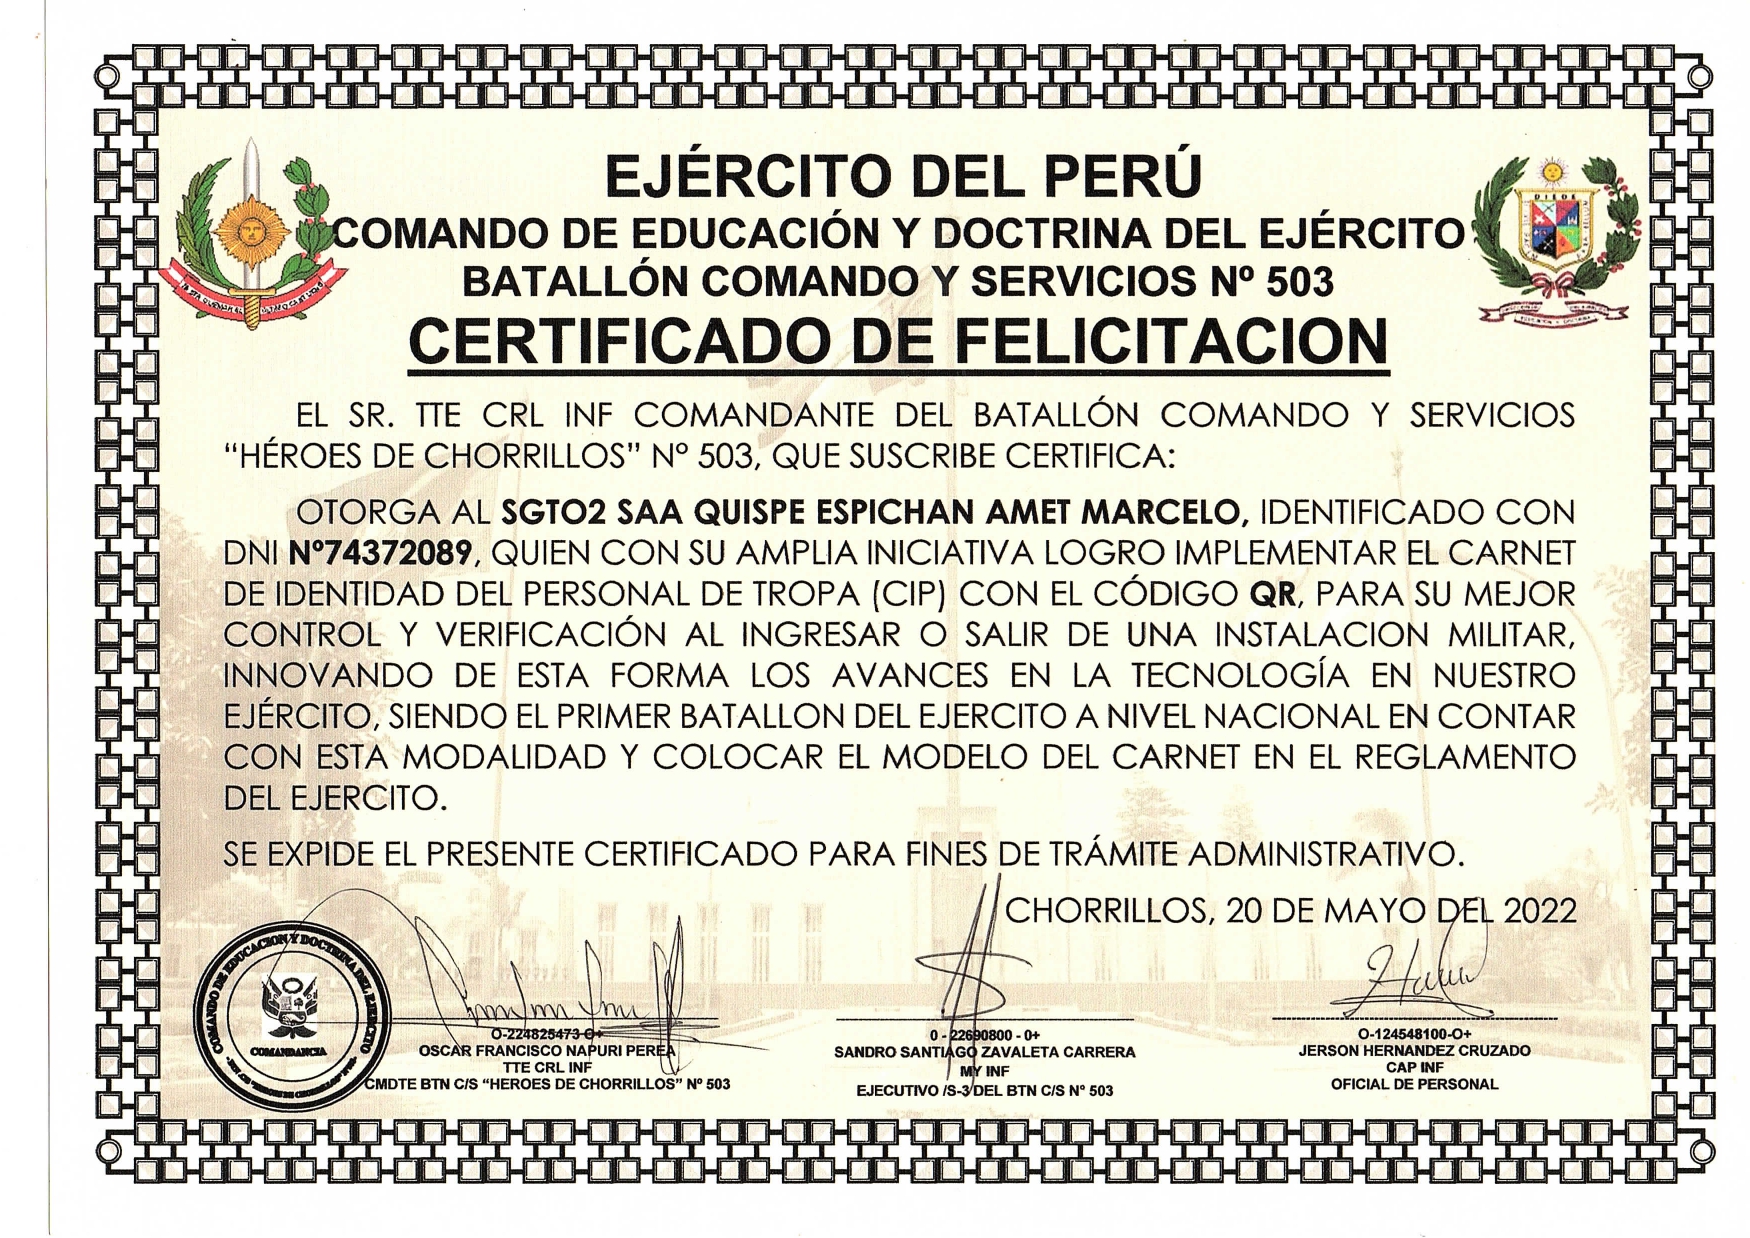 EJÉRCITO DEL PERÚ
COMANDO DE EDUCACIÓN Y DOCTRINA DEL EJÉRCITO
BATALLÓN COMANDO Y SERVICIOS Nº 503
CERTIFICADO DE FELICITACION
EL SR. TTE CRL INF COMANDANTE DEL BATALLÓN COMANDO Y SERVICIOS
“HÉROES DE CHORRILLOS” Nº 503, QUE SUSCRIBE CERTIFICA:
OTORGA AL SGTO2 SAA QUISPE ESPICHAN AMET MARCELO, IDENTIFICADO CON
DNI Nº74372089, QUIEN CON SU AMPLIA INICIATIVA LOGRO IMPLEMENTAR EL CARNET
DE IDENTIDAD DEL PERSONAL DE TROPA (CIP) CON EL CÓDIGO QR, PARA SU MEJOR
CONTROL Y VERIFICACIÓN AL INGRESAR O SALIR DE UNA INSTALACION MILITAR,
INNOVANDO DE ESTA FORMA LOS AVANCES EN LA TECNOLOGÍA EN NUESTRO
EJÉRCITO, SIENDO EL PRIMER BATALLON DEL EJERCITO A NIVEL NACIONAL EN CONTAR
CON ESTA MODALIDAD Y COLOCAR EL MODELO DEL CARNET EN EL REGLAMENTO
DEL EJERCITO.
SE EXPIDE EL PRESENTE CERTIFICADO PARA FINES DE TRÁMITE ADMINISTRATIVO.
CHORRILLOS, 20 DE MAYO DEL 2022
COMANDO DE EDUCACION Y DOCTRINA DEL EJERCITO
COMANDANCIA
O-224825473-O+
OSCAR FRANCISCO NAPURI PEREA
TTE CRL INF
CMDTE BTN C/S “HEROES DE CHORRILLOS” Nº 503
0 - 22690800 - 0+
SANDRO SANTIAGO ZAVALETA CARRERA
MY INF
EJECUTIVO /S-3 DEL BTN C/S Nº 503
O-124548100-O+
JERSON HERNANDEZ CRUZADO
CAP INF
OFICIAL DE PERSONAL